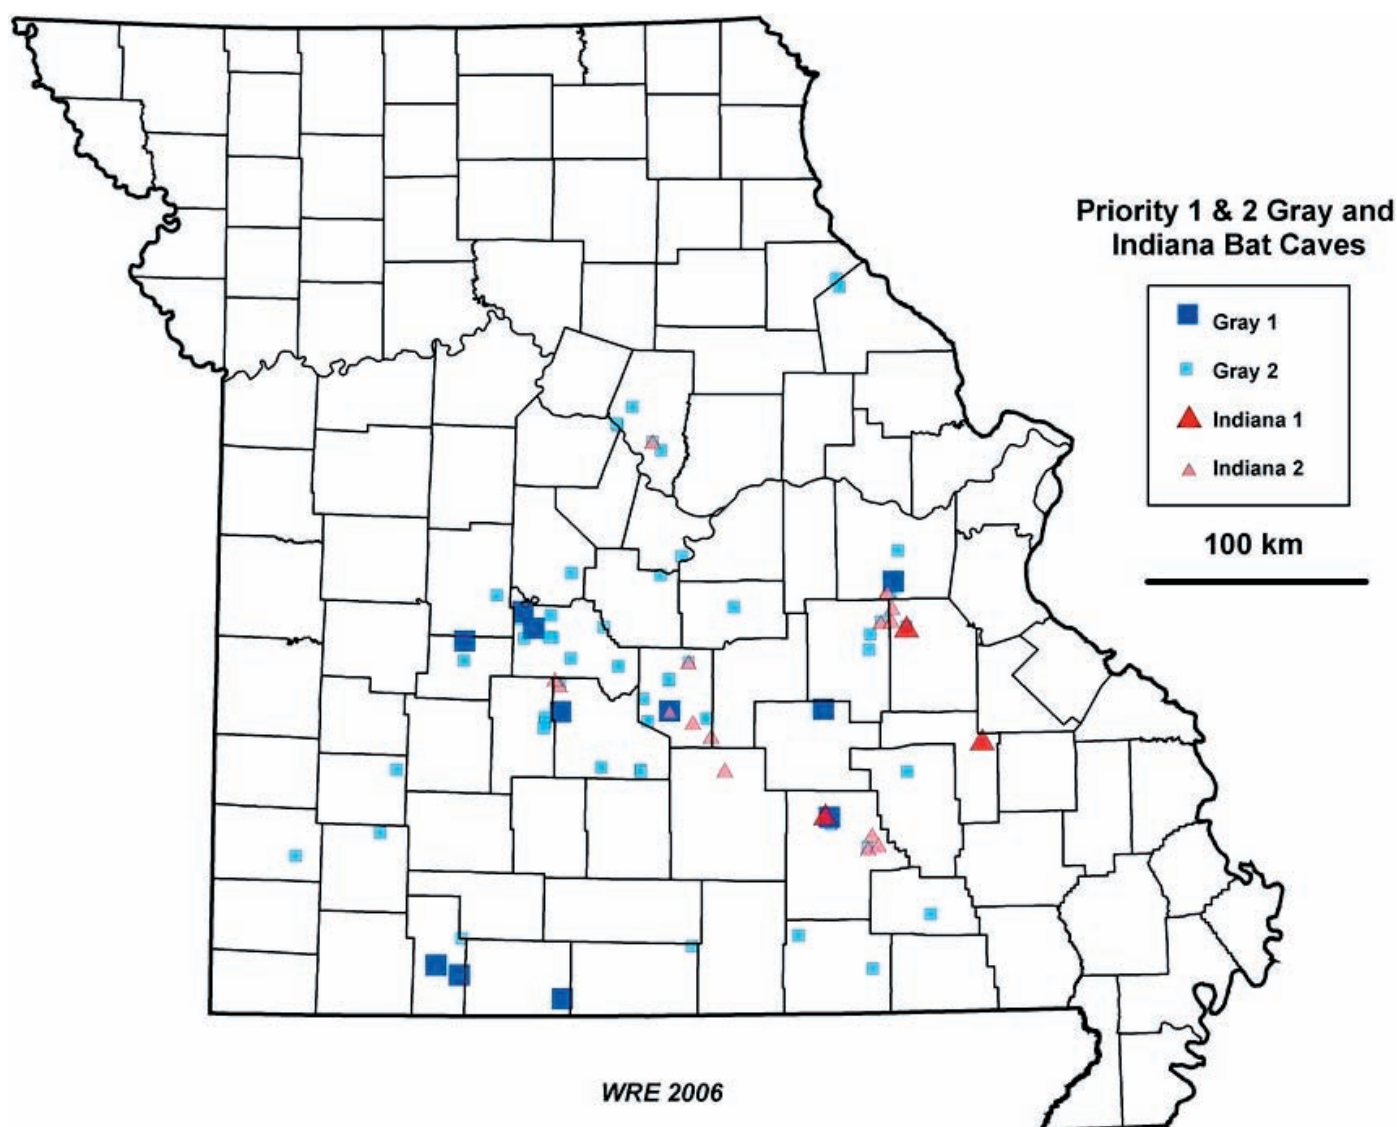 Priority 1 & 2 Gray and
Indiana Bat Caves
Gray 1
Gray 2
Indiana 1
Indiana 2
100 km
WRE 2006